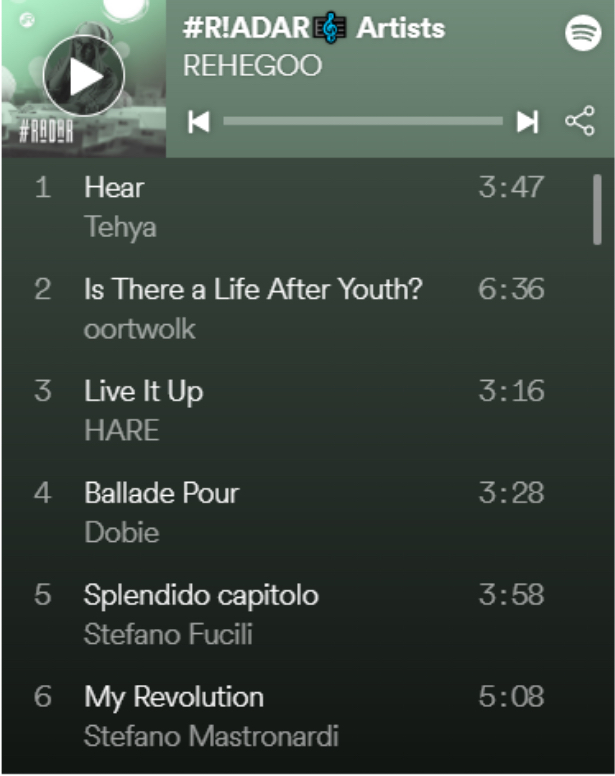 #R!ADAR🎼 Artists
REHEGOO
#RADAR
1 Hear 3:47
Tehya
2 Is There a Life After Youth? 6:36
oortwolk
3 Live It Up 3:16
HARE
4 Ballade Pour 3:28
Dobie
5 Splendido capitolo 3:58
Stefano Fucili
6 My Revolution 5:08
Stefano Mastronardi